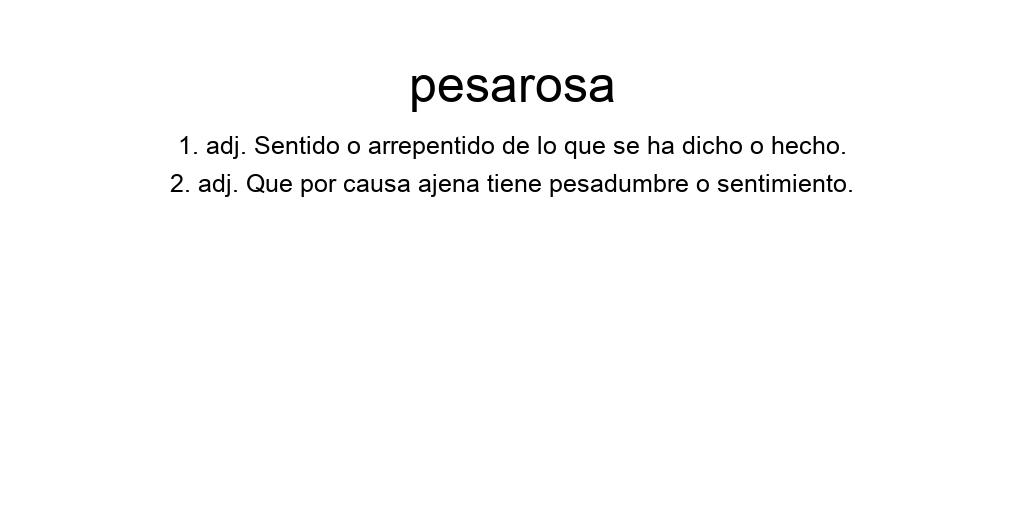 pesarosa
1. adj. Sentido o arrepentido de lo que se ha dicho o hecho.
2. adj. Que por causa ajena tiene pesadumbre o sentimiento.